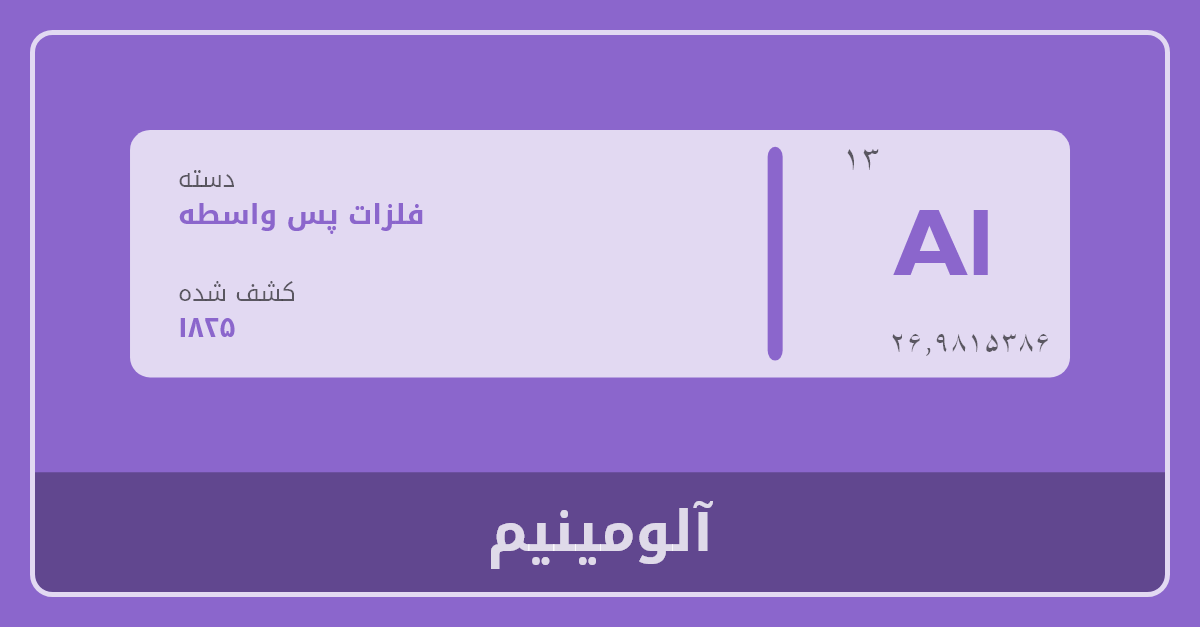 ۱۳
Al
۲۶,۹۸۱۵۳۸۶
دسته
فلزات پس واسطه
کشف شده
۱۸۲۵
آلومینیم